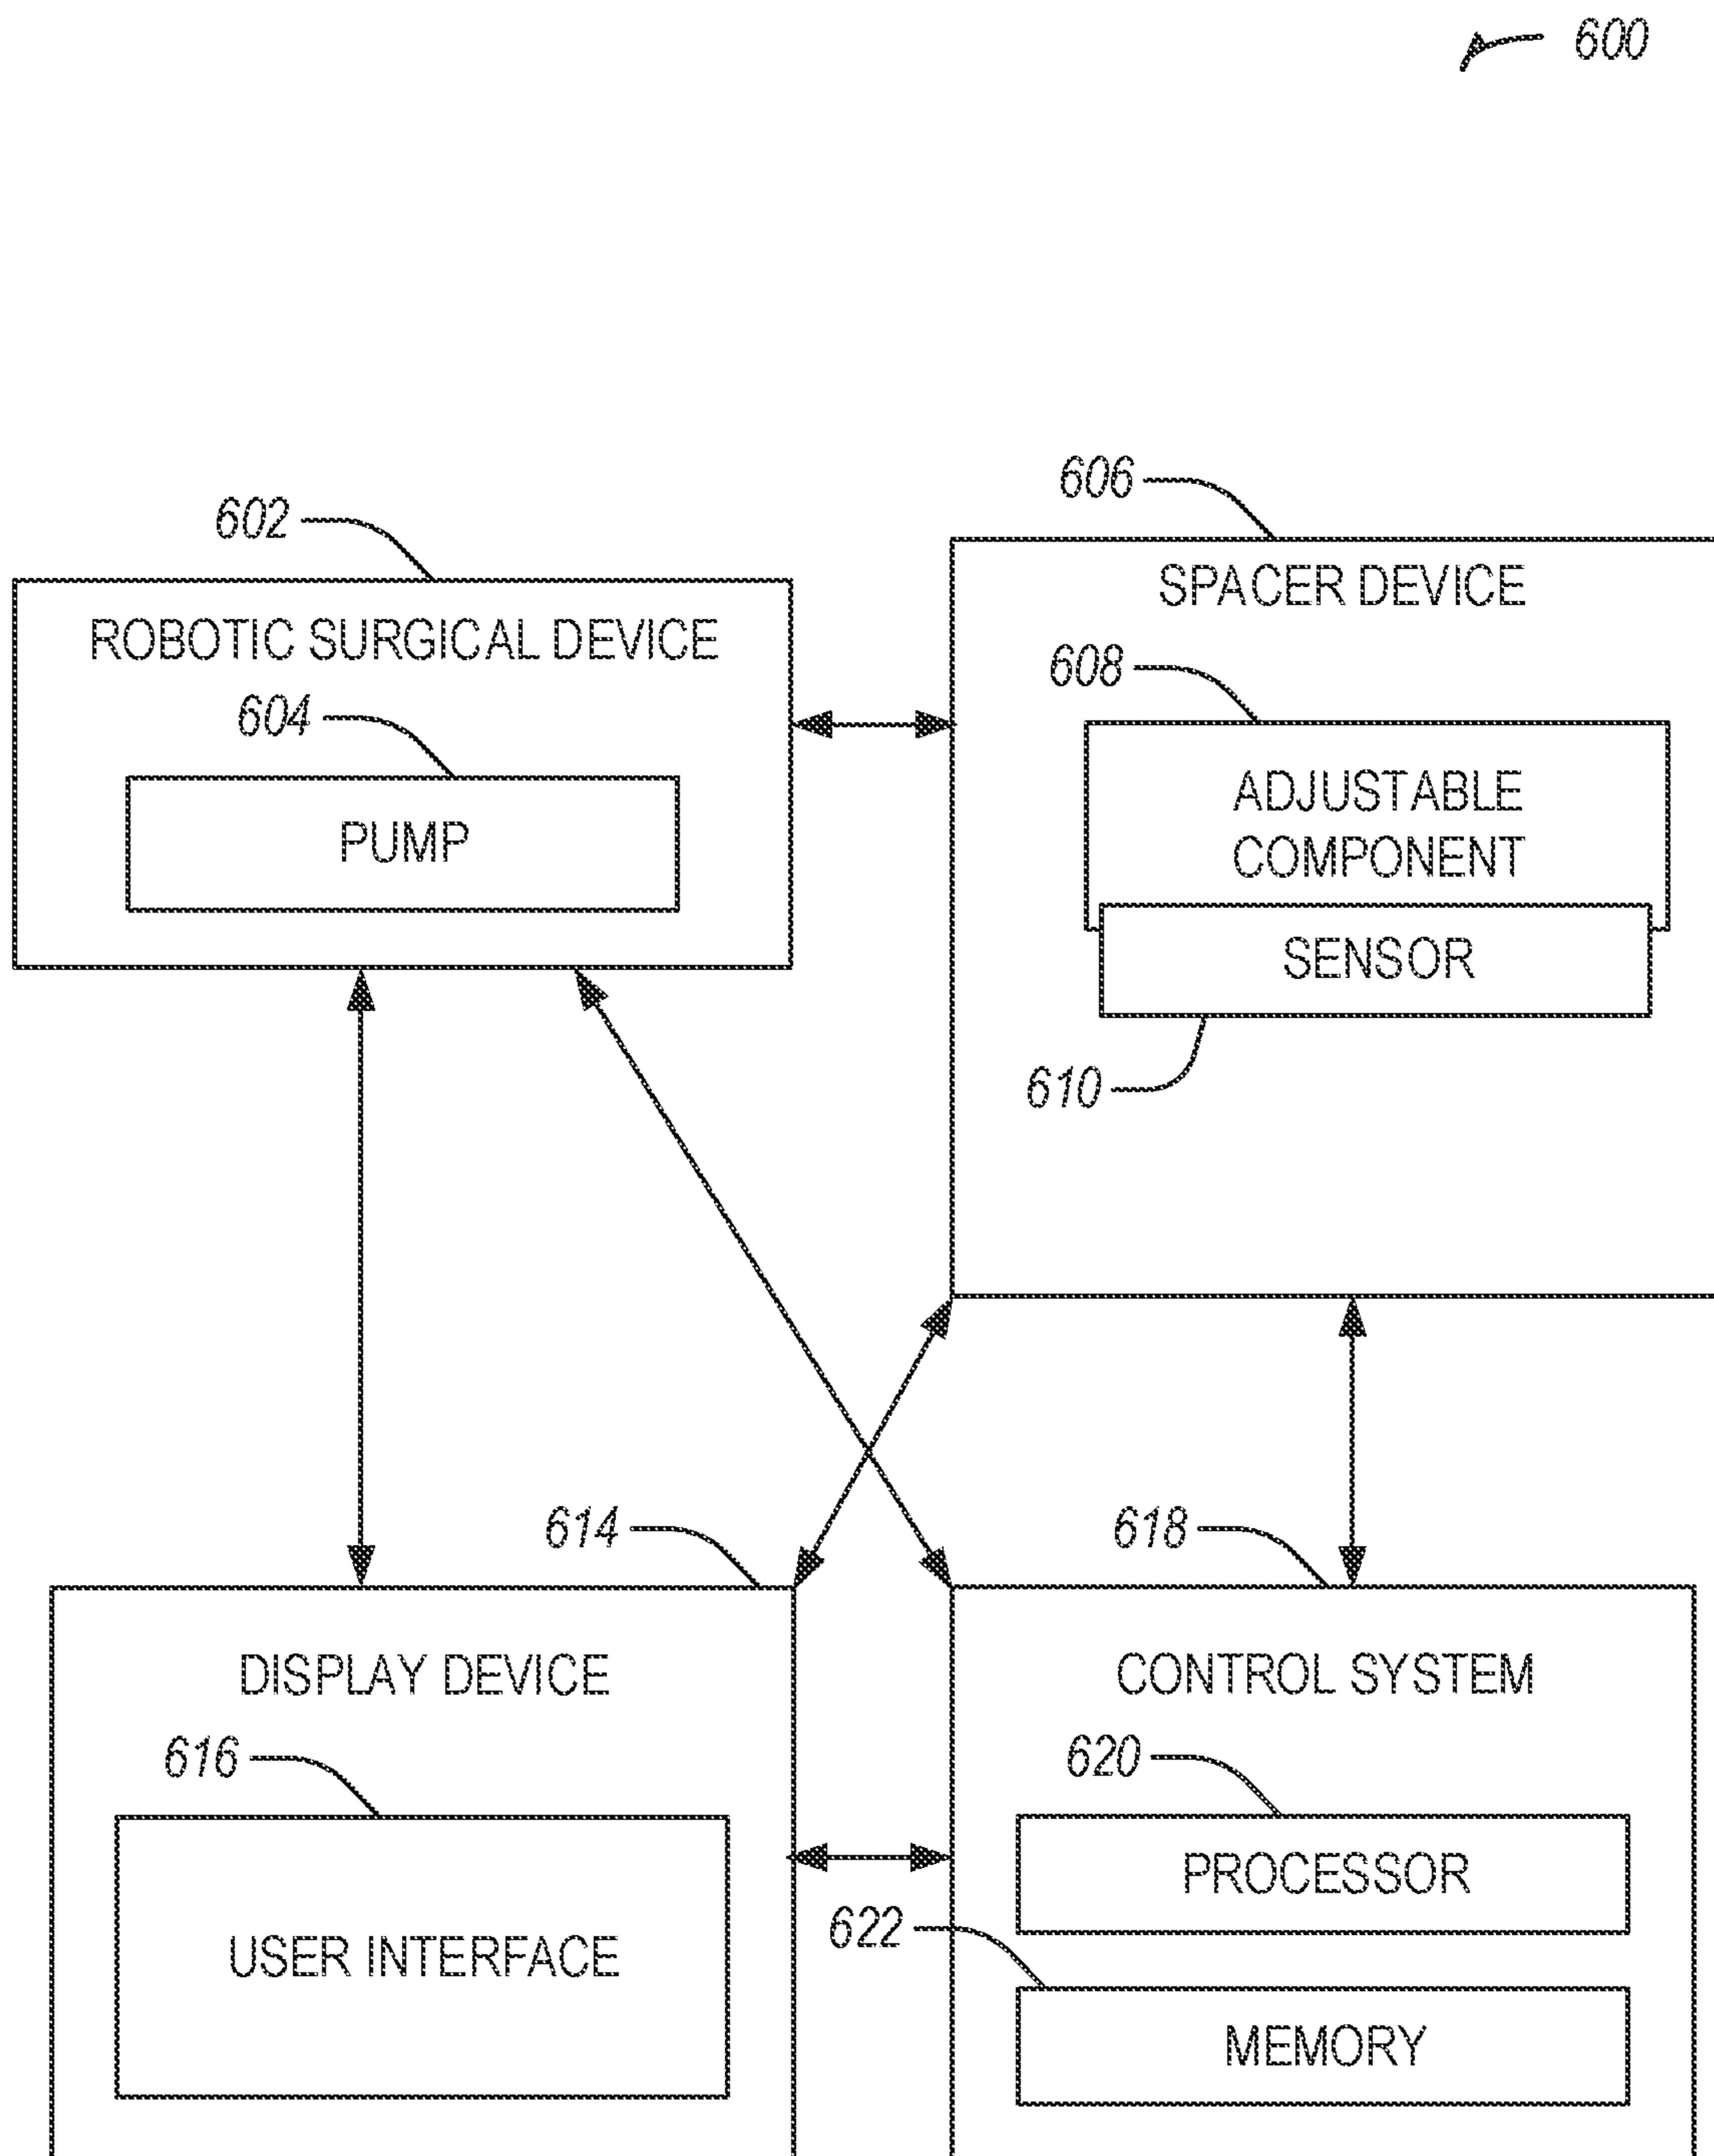 600
602
606
ROBOTIC SURGICAL DEVICE
SPACER DEVICE
604
608
PUMP
ADJUSTABLE
COMPONENT
SENSOR
610
614
618
DISPLAY DEVICE
CONTROL SYSTEM
616
620
USER INTERFACE
PROCESSOR
622
MEMORY